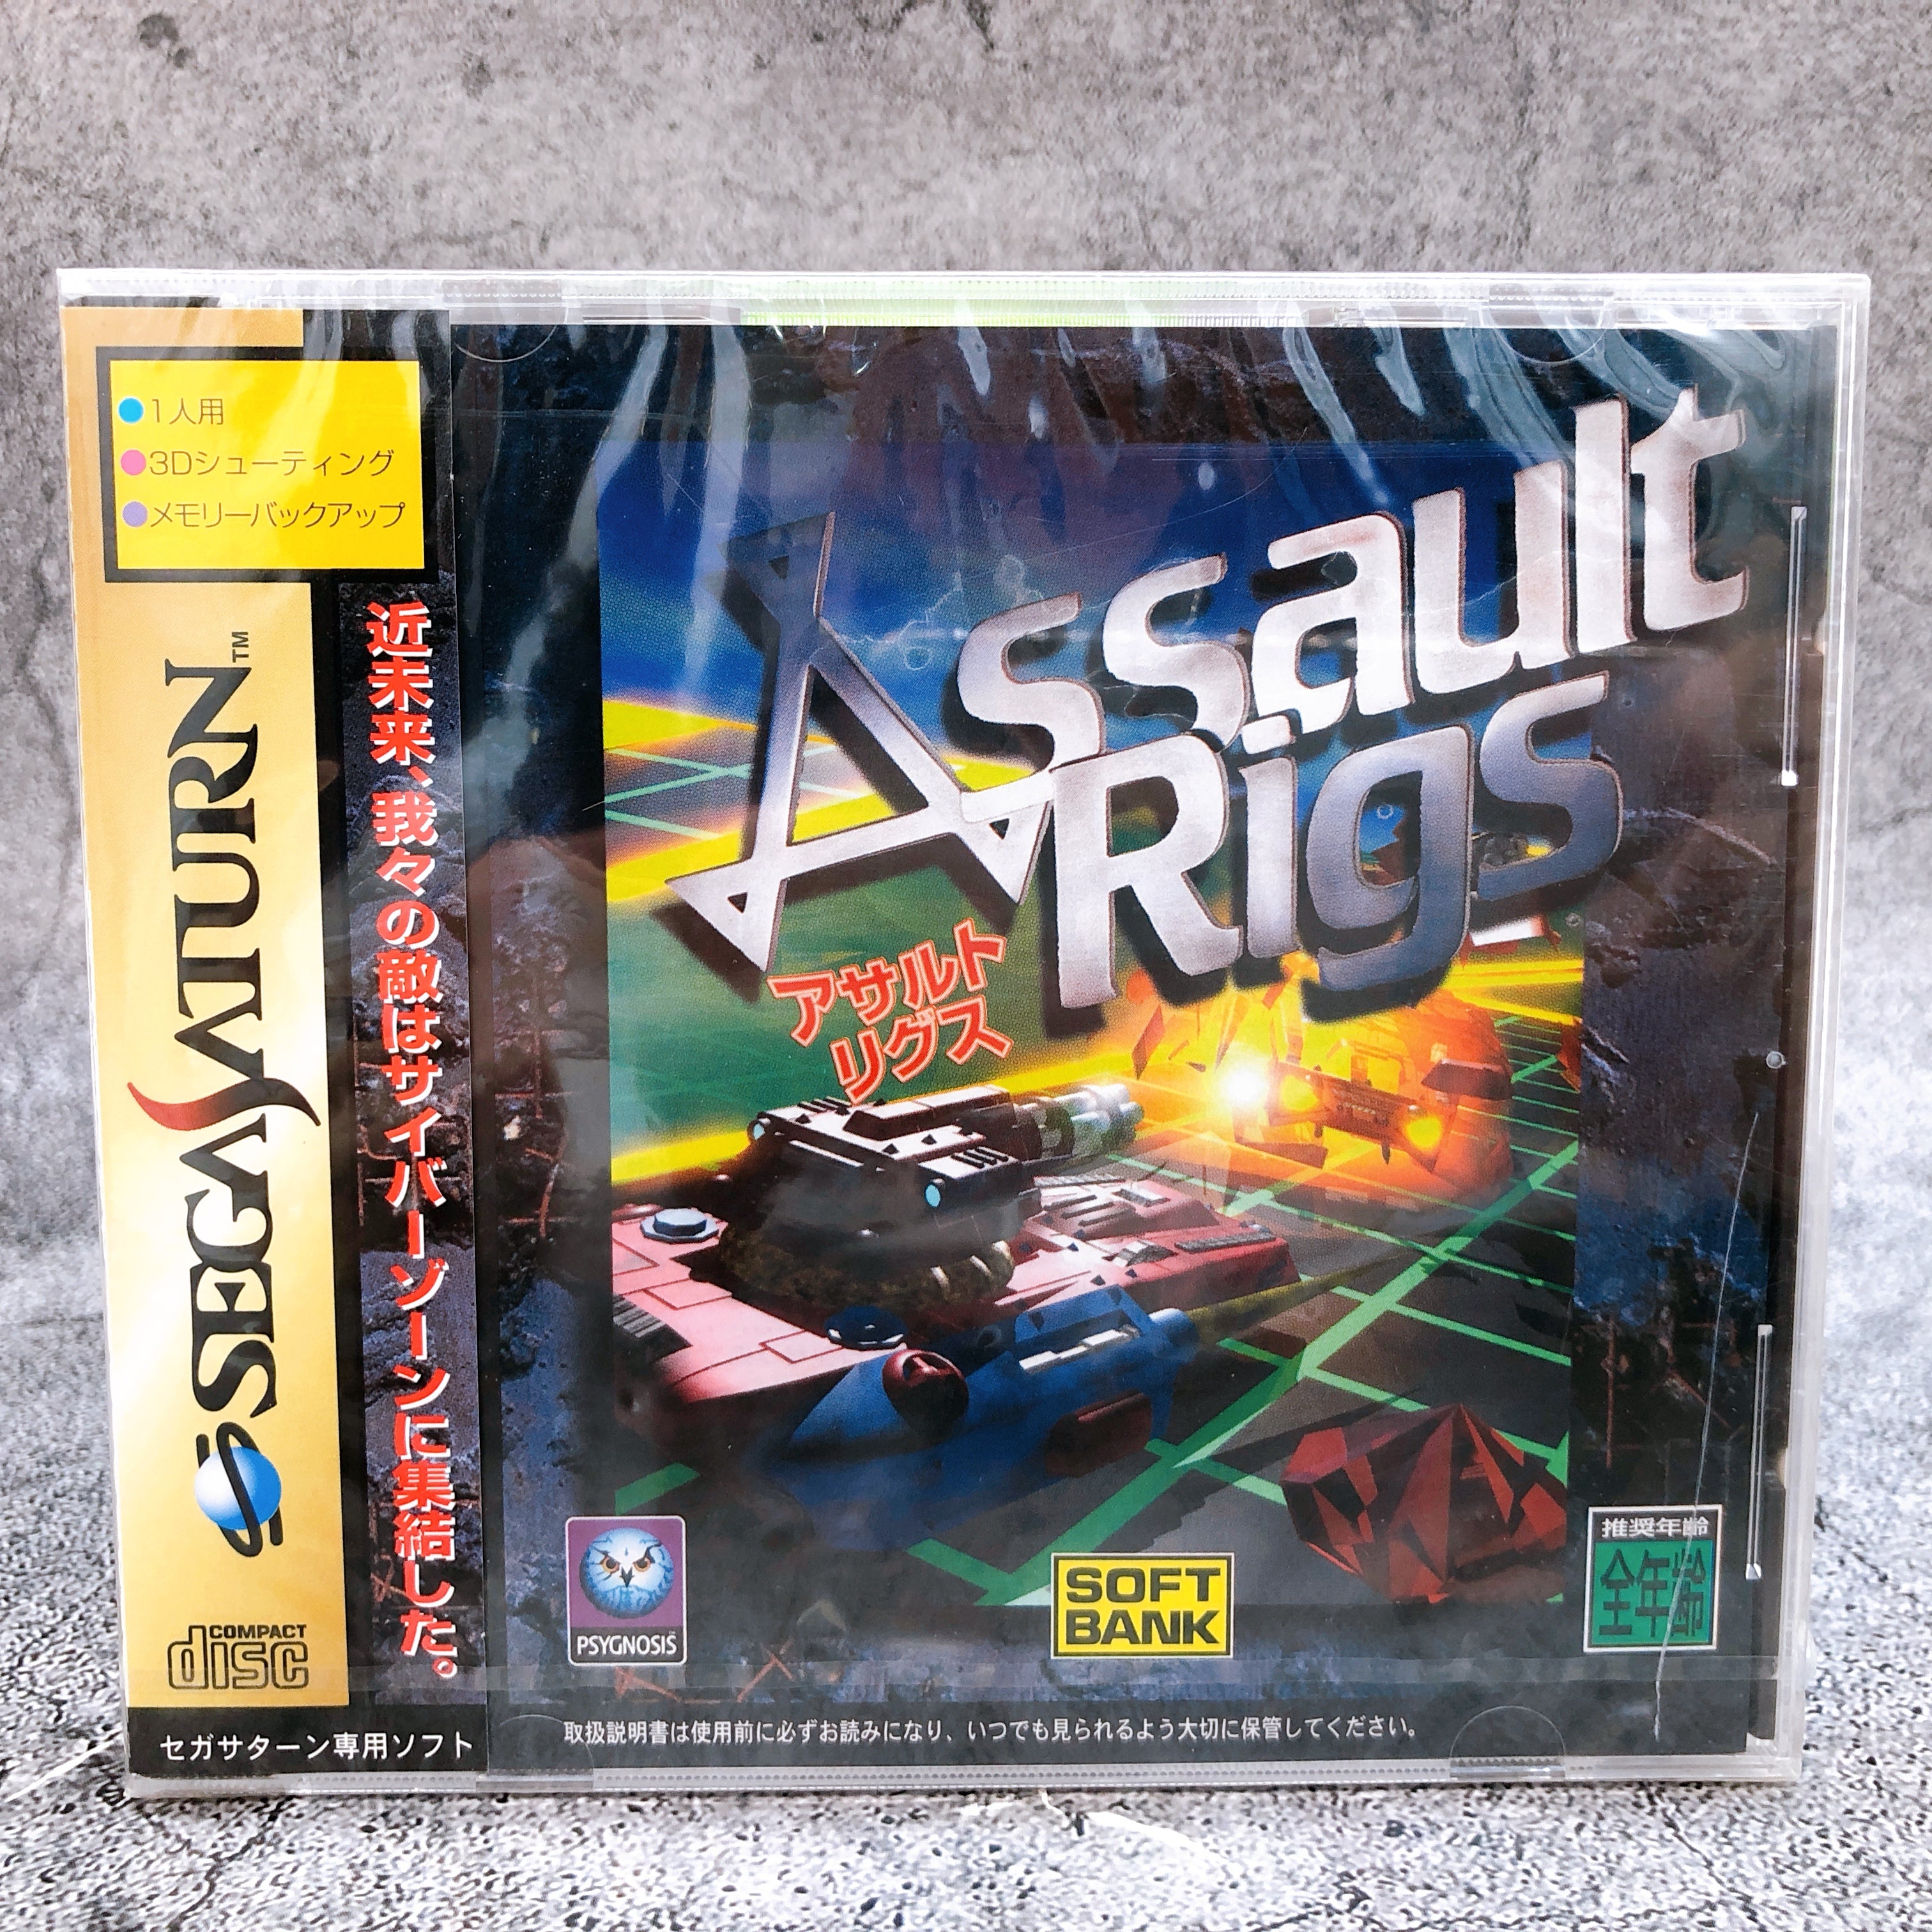 ●1人用
●3Dシューティング
●メモリーバックアップ
SEGA SATURN™
COMPACT
disc
セガサターン専用ソフト
近未来、我々の敵はサイバーゾーンに集結した。
Assault
Rigs
アサルト
リグス
PSYGNOSIS™
SOFT
BANK
推奨年齢
全年齢
取扱説明書は使用前に必ずお読みになり、いつでも見られるよう大切に保管してください。